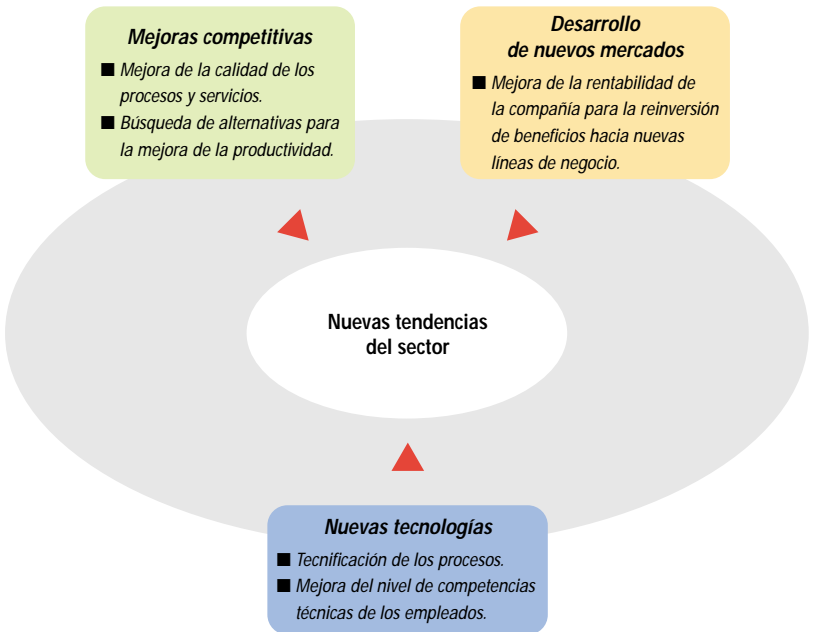 Mejoras competitivas
■ Mejora de la calidad de los
procesos y servicios.
■ Búsqueda de alternativas para
la mejora de la productividad.
Desarrollo
de nuevos mercados
■ Mejora de la rentabilidad de
la compañía para la reinversión
de beneficios hacia nuevas
líneas de negocio.
Nuevas tendencias
del sector
Nuevas tecnologías
■ Tecnificación de los procesos.
■ Mejora del nivel de competencias
técnicas de los empleados.